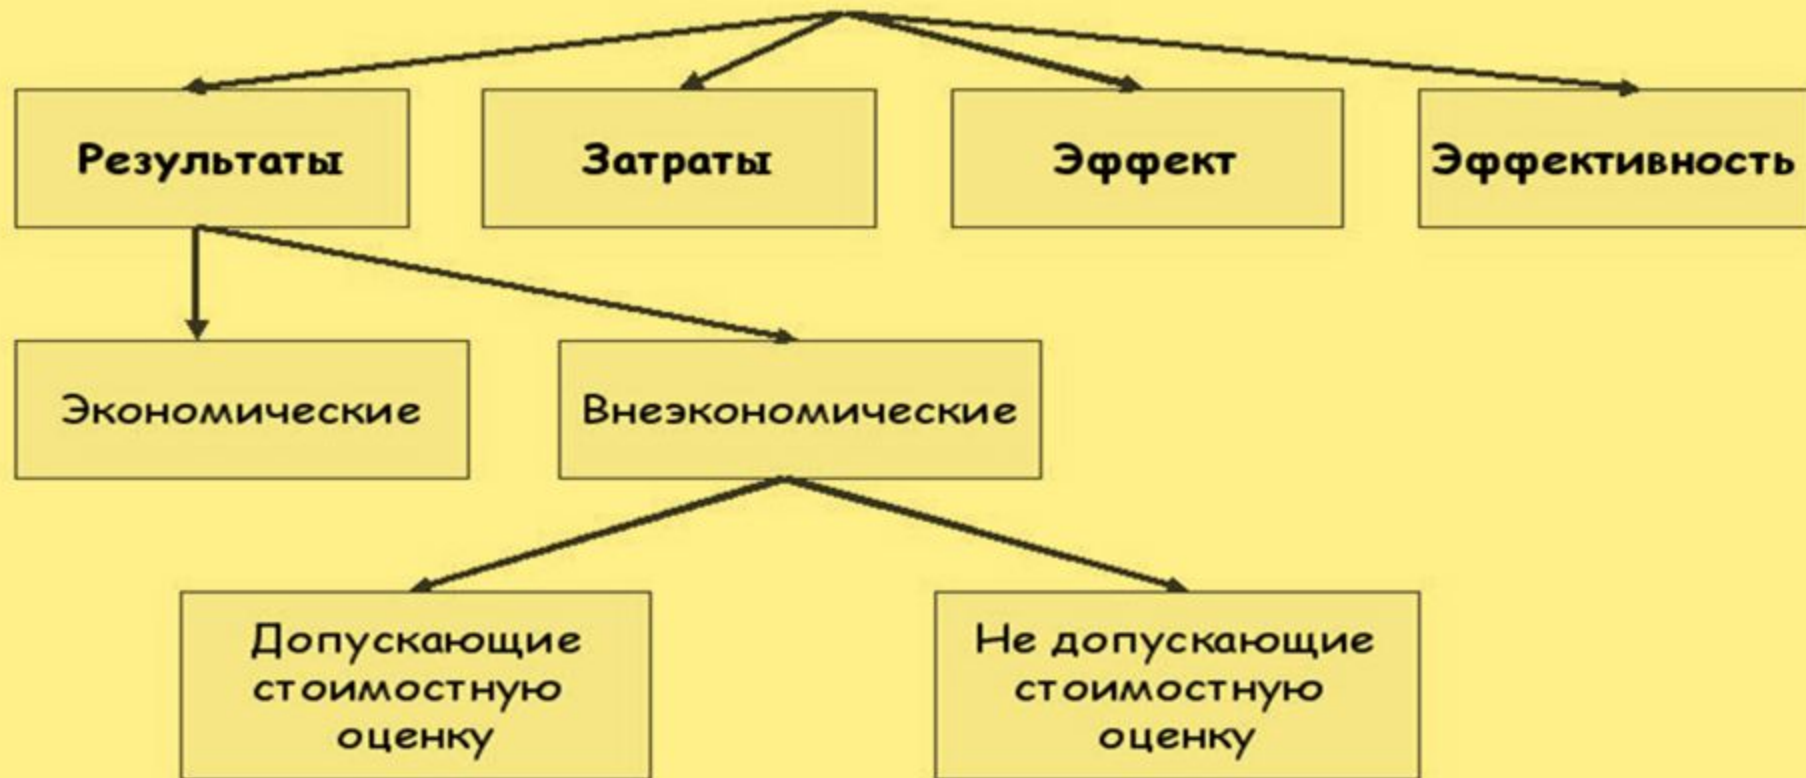 Результаты
Затраты
Эффект
Эффективность
Экономические
Внеэкономические
Допускающие
стоимостную
оценку
Не допускающие
стоимостную
оценку